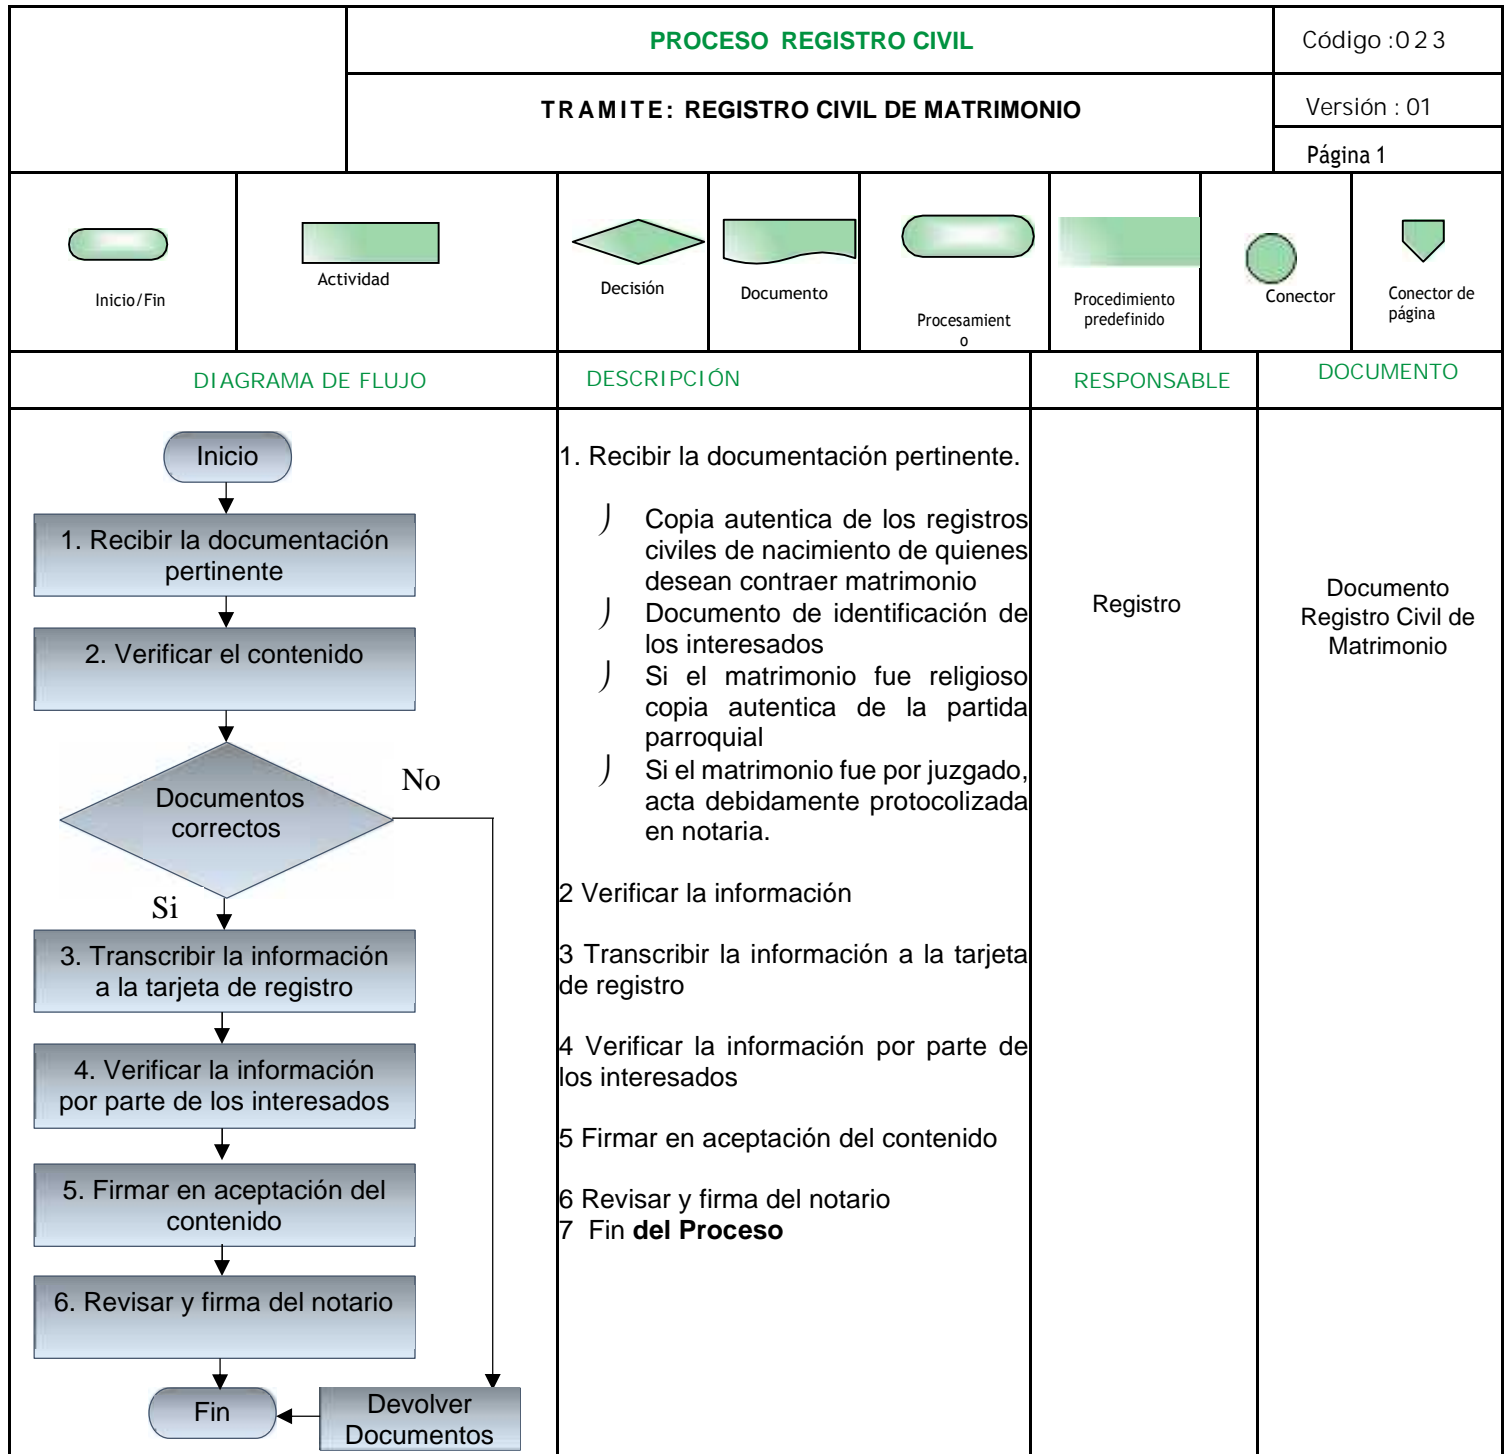 PROCESO REGISTRO CIVIL
Código :023
TRAMITE: REGISTRO CIVIL DE MATRIMONIO
Versión : 01
Página 1
Inicio/Fin
Actividad
Decisión
Documento
Procesamient
o
Procedimiento
predefinido
Conector
Conector de
página
DIAGRAMA DE FLUJO
DESCRIPCIÓN
RESPONSABLE
DOCUMENTO
Inicio
1. Recibir la documentación
pertinente
2. Verificar el contenido
Documentos
correctos
No
Si
3. Transcribir la información
a la tarjeta de registro
4. Verificar la información
por parte de los interesados
5. Firmar en aceptación del
contenido
6. Revisar y firma del notario
Fin
Devolver
Documentos
1. Recibir la documentación pertinente.
Copia autentica de los registros
civiles de nacimiento de quienes
desean contraer matrimonio
Documento de identificación de
los interesados
Si el matrimonio fue religioso
copia autentica de la partida
parroquial
Si el matrimonio fue por juzgado,
acta debidamente protocolizada
en notaria.
2 Verificar la información
3 Transcribir la información a la tarjeta
de registro
4 Verificar la información por parte de
los interesados
5 Firmar en aceptación del contenido
6 Revisar y firma del notario
7 Fin del Proceso
Registro
Documento
Registro Civil de
Matrimonio